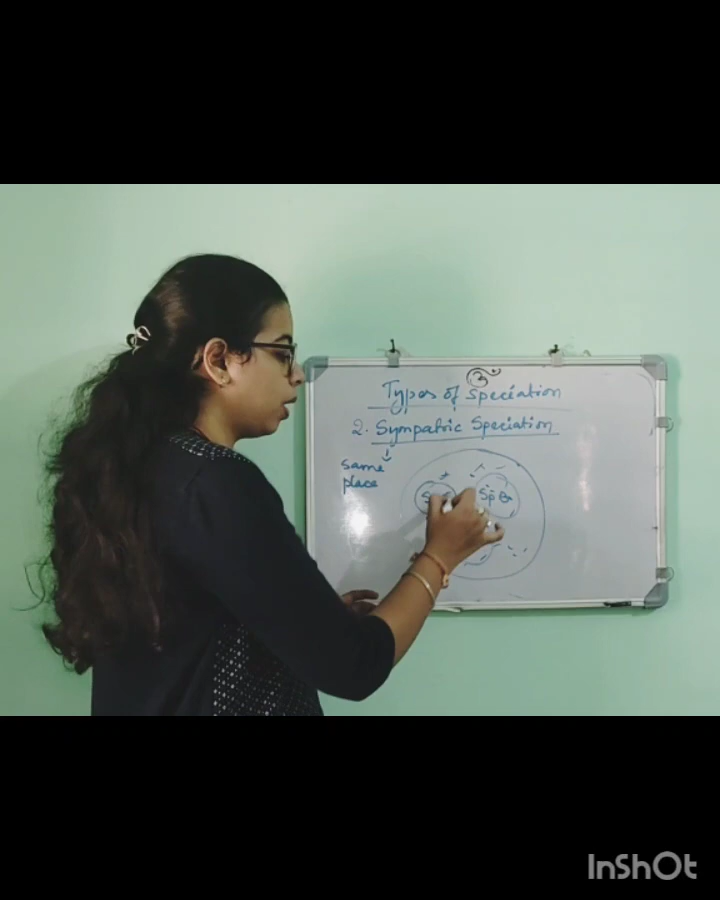 Types of Speciation
2. Sympatric Speciation
same
place
Sp B
InShOt